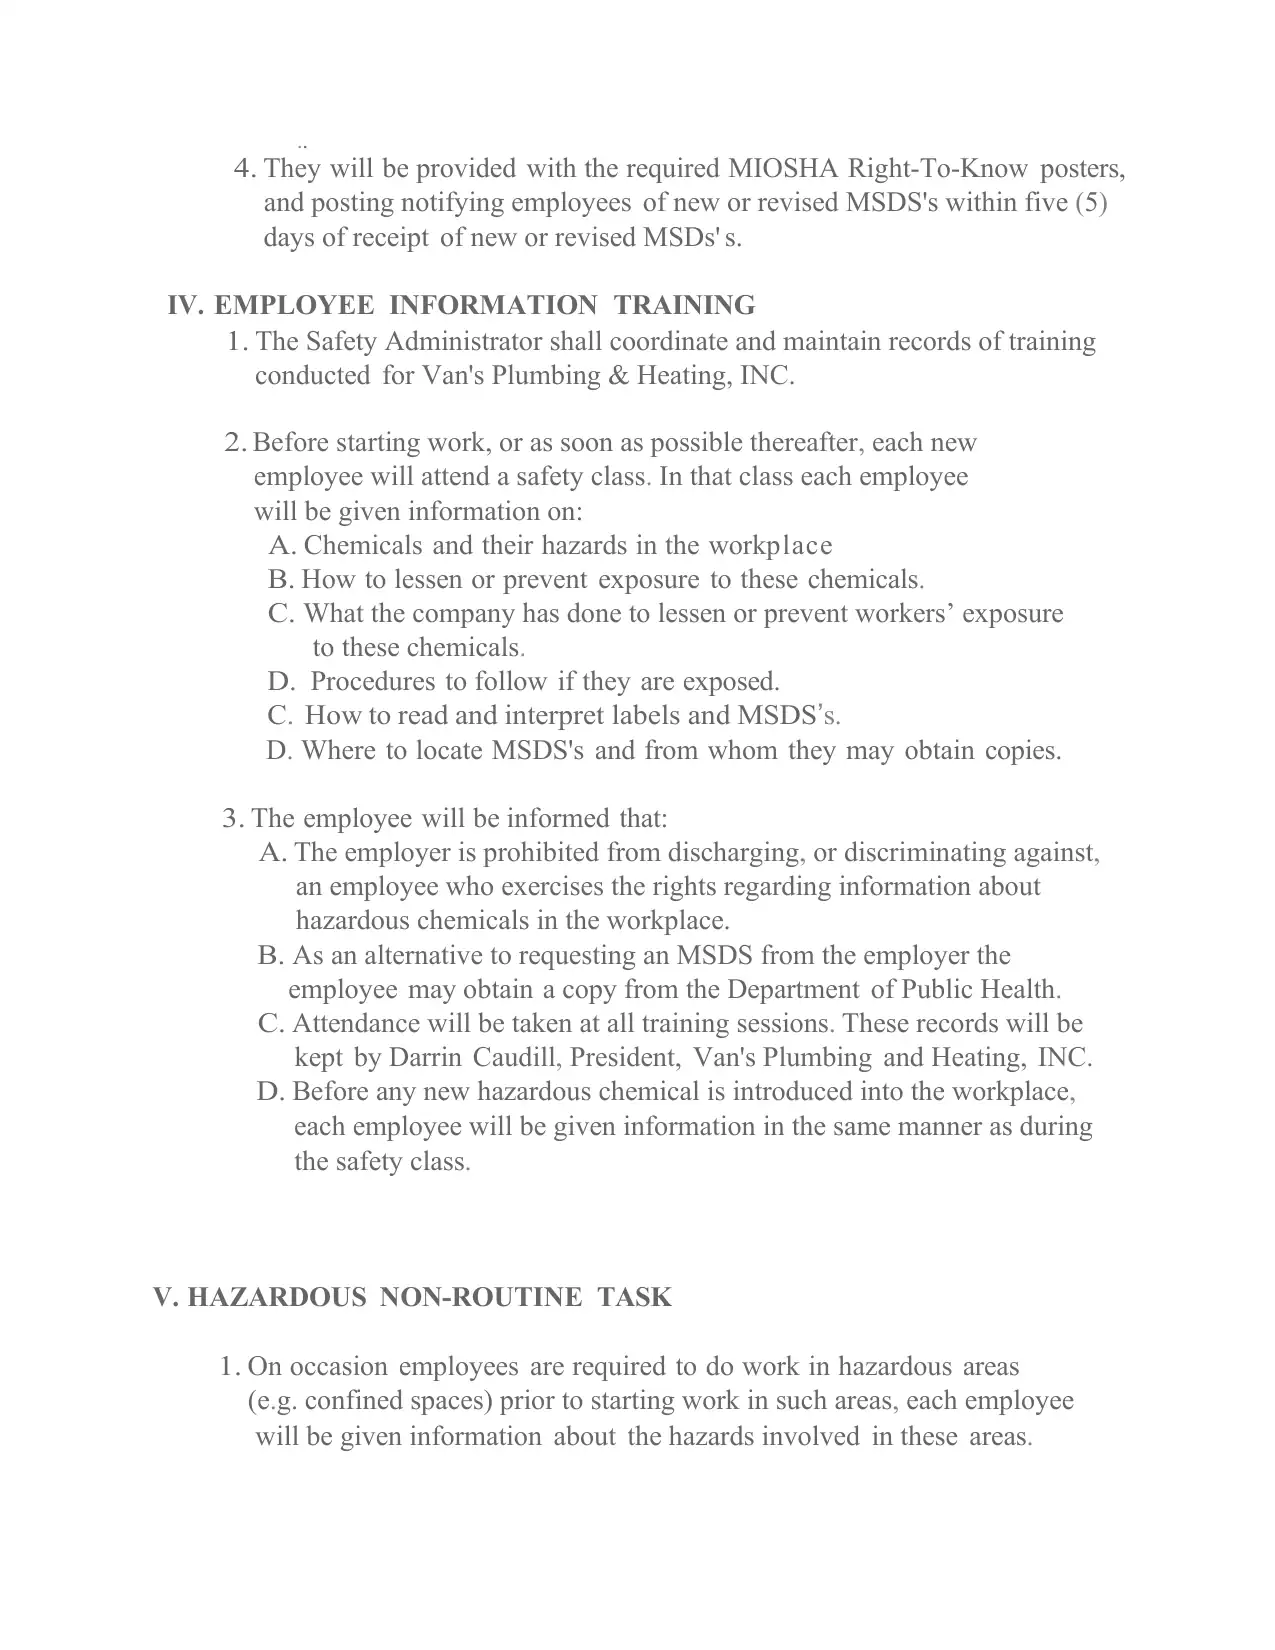 4. They will be provided with the required MIOSHA Right-To-Know posters,
and posting notifying employees of new or revised MSDS's within five (5)
days of receipt of new or revised MSDs' s.
IV. EMPLOYEE INFORMATION TRAINING
1. The Safety Administrator shall coordinate and maintain records of training
conducted for Van's Plumbing & Heating, INC.
2. Before starting work, or as soon as possible thereafter, each new
employee will attend a safety class. In that class each employee
will be given information on:
A. Chemicals and their hazards in the workplace
B. How to lessen or prevent exposure to these chemicals.
C. What the company has done to lessen or prevent workers’ exposure
to these chemicals.
D. Procedures to follow if they are exposed.
C. How to read and interpret labels and MSDS’s.
D. Where to locate MSDS's and from whom they may obtain copies.
3. The employee will be informed that:
A. The employer is prohibited from discharging, or discriminating against,
an employee who exercises the rights regarding information about
hazardous chemicals in the workplace.
B. As an alternative to requesting an MSDS from the employer the
employee may obtain a copy from the Department of Public Health.
C. Attendance will be taken at all training sessions. These records will be
kept by Darrin Caudill, President, Van's Plumbing and Heating, INC.
D. Before any new hazardous chemical is introduced into the workplace,
each employee will be given information in the same manner as during
the safety class.
V. HAZARDOUS NON-ROUTINE TASK
1. On occasion employees are required to do work in hazardous areas
(e.g. confined spaces) prior to starting work in such areas, each employee
will be given information about the hazards involved in these areas.